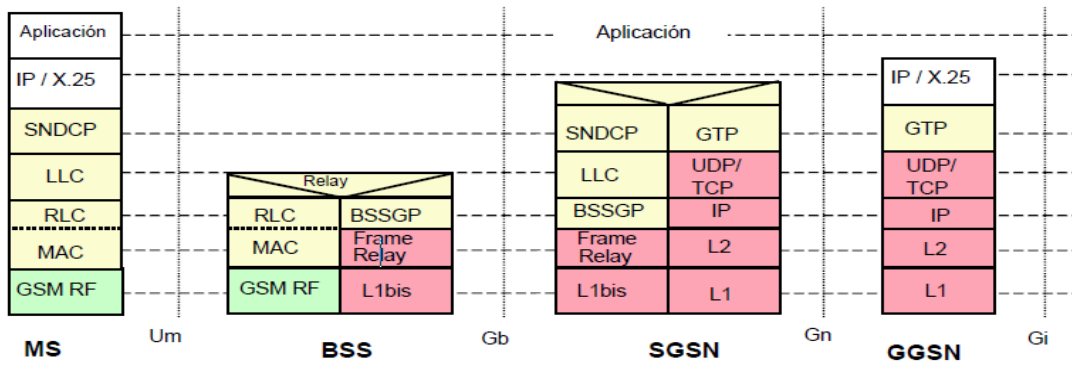 Aplicación
IP / X.25
SNDCP
LLC
RLC
MAC
GSM RF
MS
Um
Relay
RLC
BSSGP
MAC
Frame
Relay
GSM RF
L1bis
BSS
Gb
Aplicación
SNDCP
GTP
LLC
UDP/
TCP
BSSGP
IP
Frame
Relay
L2
L1bis
L1
SGSN
Gn
IP / X.25
GTP
UDP/
TCP
IP
L2
L1
GGSN
Gi